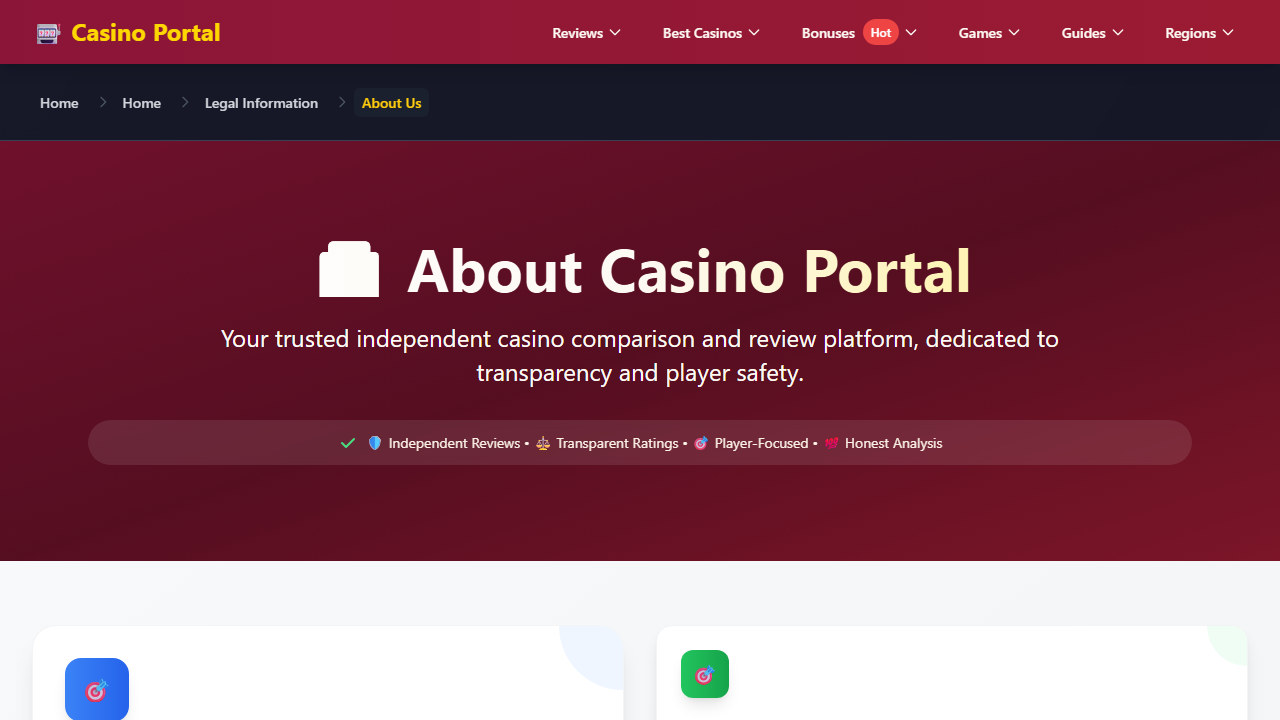 Casino Portal
Reviews
Best Casinos
Bonuses Hot
Games
Guides
Regions
Home
Home
Legal Information
About Us
About Casino Portal
Your trusted independent casino comparison and review platform, dedicated to
transparency and player safety.
Independent Reviews • Transparent Ratings • Player-Focused • Honest Analysis